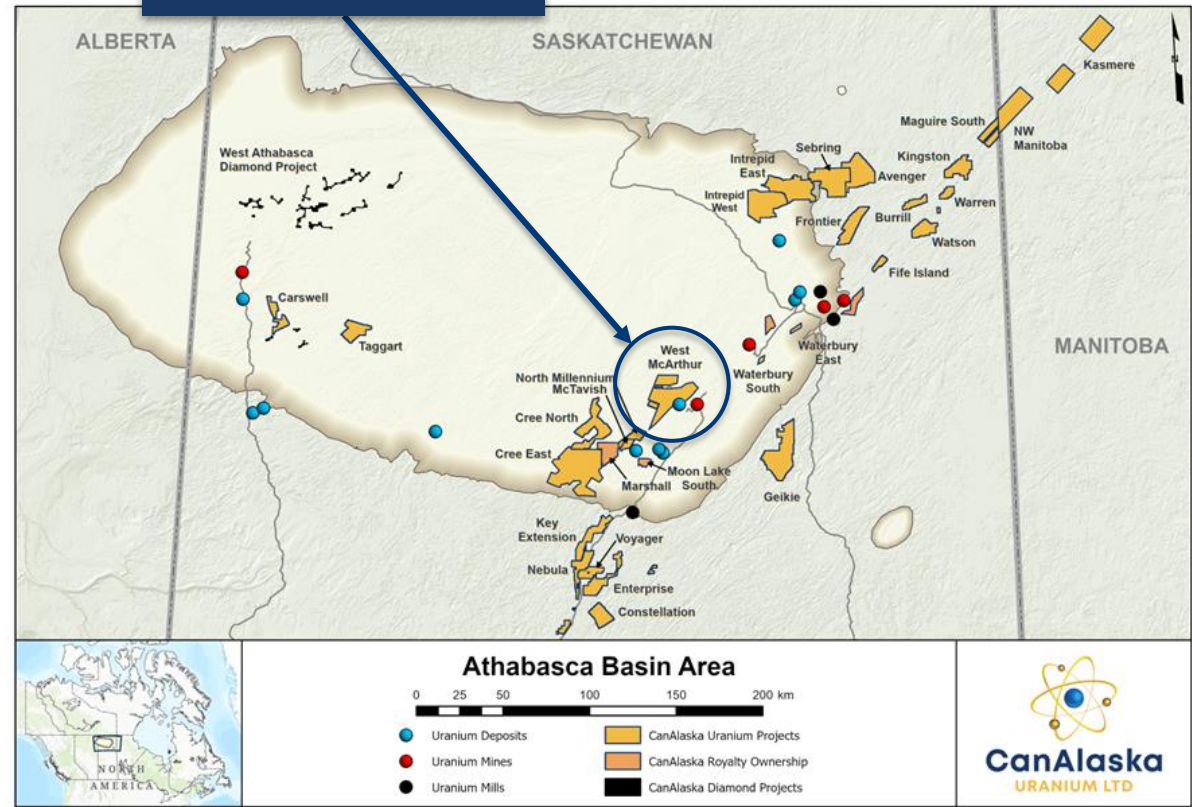 ALBERTA
SASKATCHEWAN
Kasmere
Maguire South
NW
Manitoba
West Athabasca
Diamond Project
Sebring
Intrepid
East
Kingston
Avenger
Intrepid
West
Warren
Frontier
Burrill
Watson
Fife Island
Carswell
Taggart
MANITOBA
Waterbury
East
West
McArthur
Waterbury
South
North Millennium
McTavish
Cree North
Cree East
Moon Lake
South
Marshall
Geikie
Key
Extension
Voyager
Nebula
Enterprise
Constellation
Athabasca Basin Area
0 25 50 100 150 200 km
Uranium Deposits
CanAlaska Uranium Projects
Uranium Mines
CanAlaska Royalty Ownership
Uranium Mills
CanAlaska Diamond Projects
NORTH
AMERICA
CanAlaska
URANIUM LTD